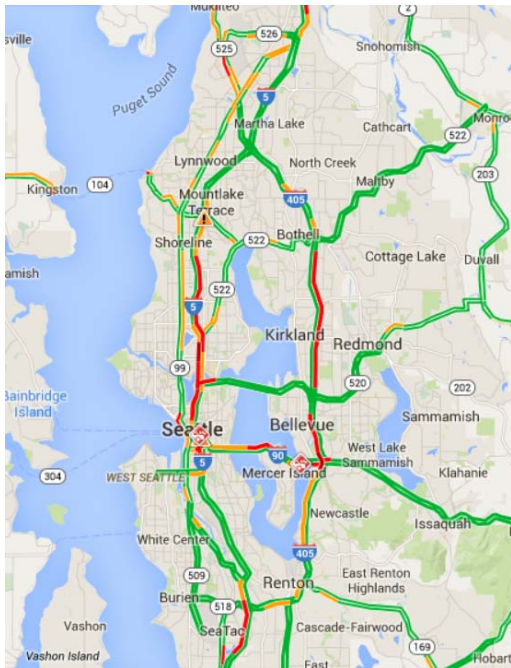 Mukilteo
sville
526
2
525
Snohomish
Puget Sound
5
Martha Lake
Cathcart
Monro
522
Lynnwood
North Creek
203
104
Kingston
Mountlake
Terrace
405
Maltby
Bothell
522
Shoreline
Duvall
Cottage Lake
amish
522
5
Kirkland
Redmond
99
520
202
Bainbridge
Island
Seattle
Bellevue
Sammamish
90
West Lake
Sammamish
304
WEST SEATTLE
5
Mercer Island
Klahanie
Newcastle
Issaquah
White Center
405
509
Renton
East Renton
Highlands
Burien
518
Vashon
SeaTac
Cascade-Fairwood
169
Vashon Island
East
Hobart